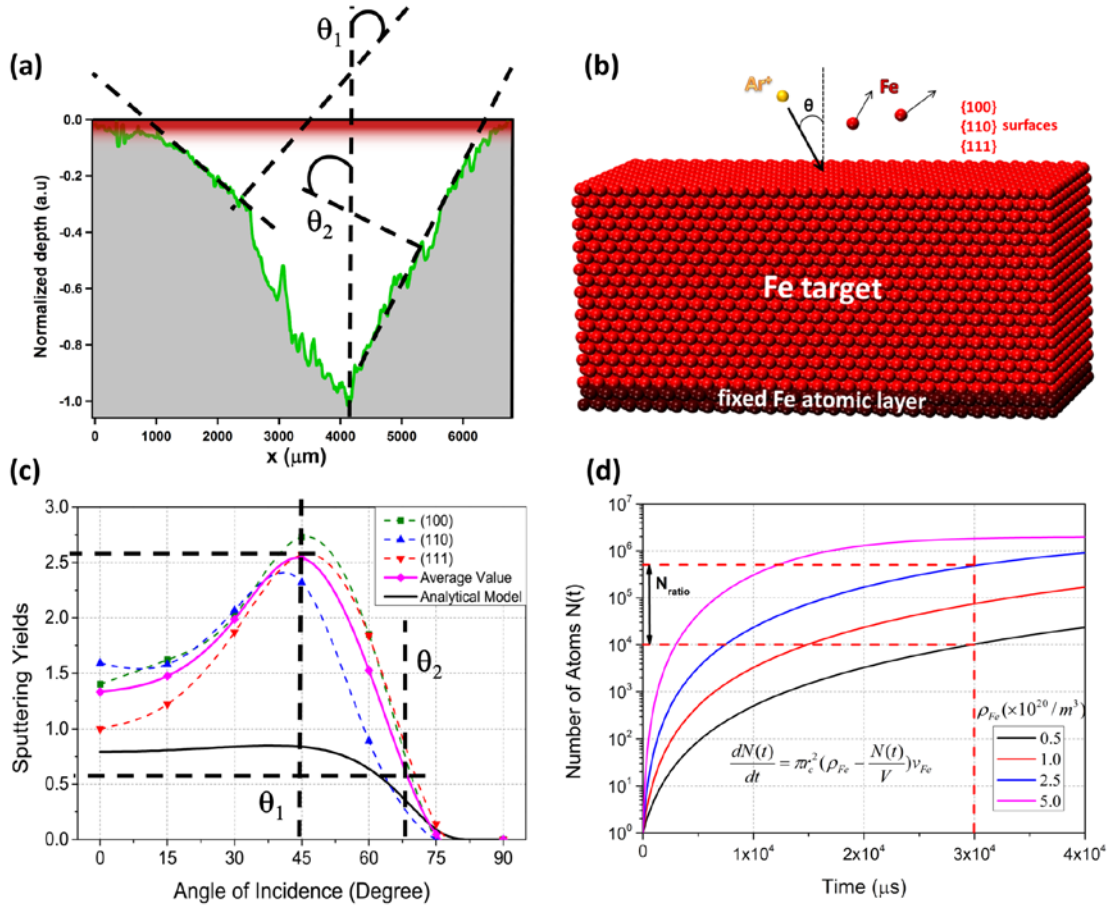 (a)
θ1
θ2
Normalized depth (a.u)
0.0
-0.2
-0.4
-0.6
-0.8
-1.0
0
1000
2000
3000
4000
5000
6000
x (μm)
(b)
Ar+
θ
Fe
{100}
{110} surfaces
{111}
Fe target
fixed Fe atomic layer
(c)
Sputtering Yields
3.0
2.5
2.0
1.5
1.0
0.5
0.0
(100)
(110)
(111)
Average Value
Analytical Model
θ2
θ1
0
15
30
45
60
75
90
Angle of Incidence (Degree)
(d)
Number of Atoms N(t)
10^7
10^6
10^5
10^4
10^3
10^2
10^1
10^0
N_ratio
ρ_Fe (×10^20/m^3)
0.5
1.0
2.5
5.0
dN(t)/dt = πr_c^2(ρ_Fe − N(t)/V)v_Fe
0
1x10^4
2x10^4
3x10^4
4x10^4
Time (μs)